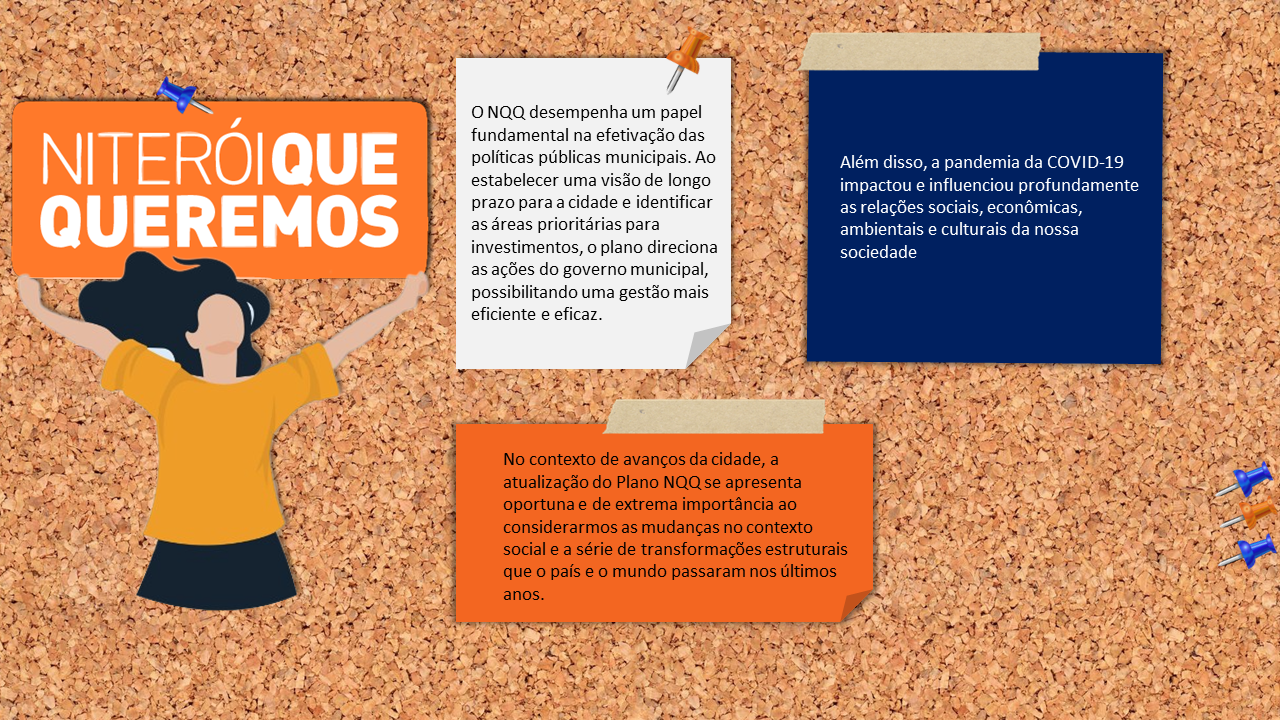 NITERÓI QUE
QUEREMOS
O NQQ desempenha um papel
fundamental na efetivação das
políticas públicas municipais. Ao
estabelecer uma visão de longo
prazo para a cidade e identificar
as áreas prioritárias para
investimentos, o plano direciona
as ações do governo municipal,
possibilitando uma gestão mais
eficiente e eficaz.
Além disso, a pandemia da COVID-19
impactou e influenciou profundamente
as relações sociais, econômicas,
ambientais e culturais da nossa
sociedade
No contexto de avanços da cidade, a
atualização do Plano NQQ se apresenta
oportuna e de extrema importância ao
considerarmos as mudanças no contexto
social e a série de transformações estruturais
que o país e o mundo passaram nos últimos
anos.